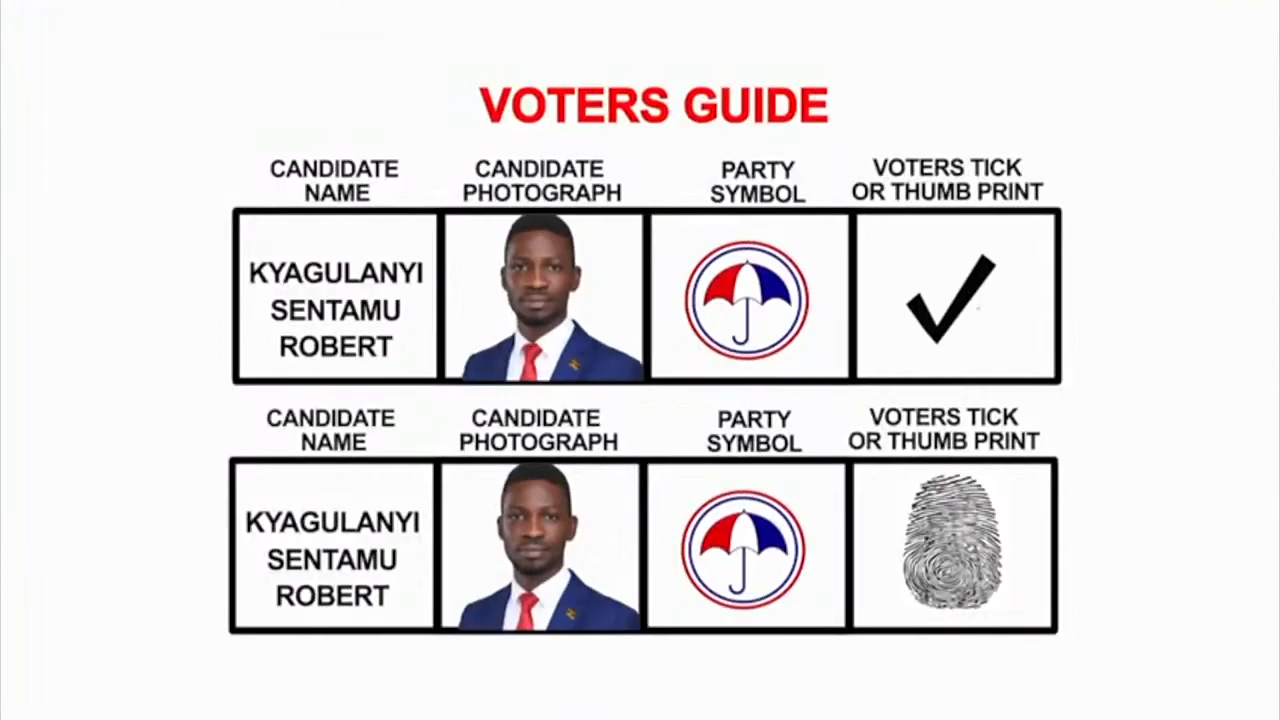 VOTERS GUIDE
CANDIDATE NAME
CANDIDATE PHOTOGRAPH
PARTY SYMBOL
VOTERS TICK OR THUMB PRINT
KYAGULANYI
SENTAMU
ROBERT
CANDIDATE NAME
CANDIDATE PHOTOGRAPH
PARTY SYMBOL
VOTERS TICK OR THUMB PRINT
KYAGULANYI
SENTAMU
ROBERT